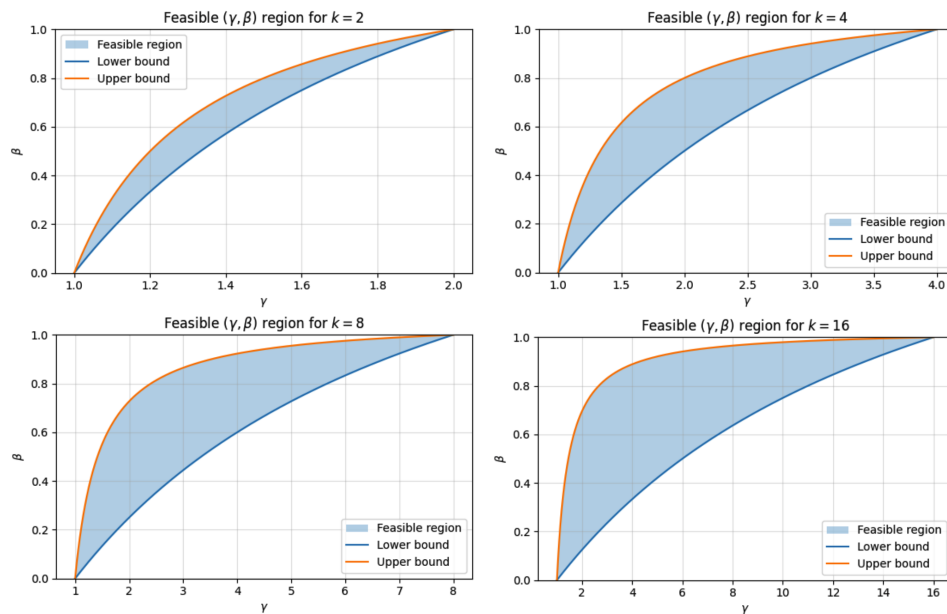 Feasible (γ, β) region for k = 2
1.0
0.8
0.6
0.4
0.2
0.0
β
Feasible region
Lower bound
Upper bound
1.0 1.2 1.4 1.6 1.8 2.0
γ
Feasible (γ, β) region for k = 4
1.0
0.8
0.6
0.4
0.2
0.0
β
Feasible region
Lower bound
Upper bound
1.0 1.5 2.0 2.5 3.0 3.5 4.0
γ
Feasible (γ, β) region for k = 8
1.0
0.8
0.6
0.4
0.2
0.0
β
Feasible region
Lower bound
Upper bound
1 2 3 4 5 6 7 8
γ
Feasible (γ, β) region for k = 16
1.0
0.8
0.6
0.4
0.2
0.0
β
Feasible region
Lower bound
Upper bound
2 4 6 8 10 12 14 16
γ